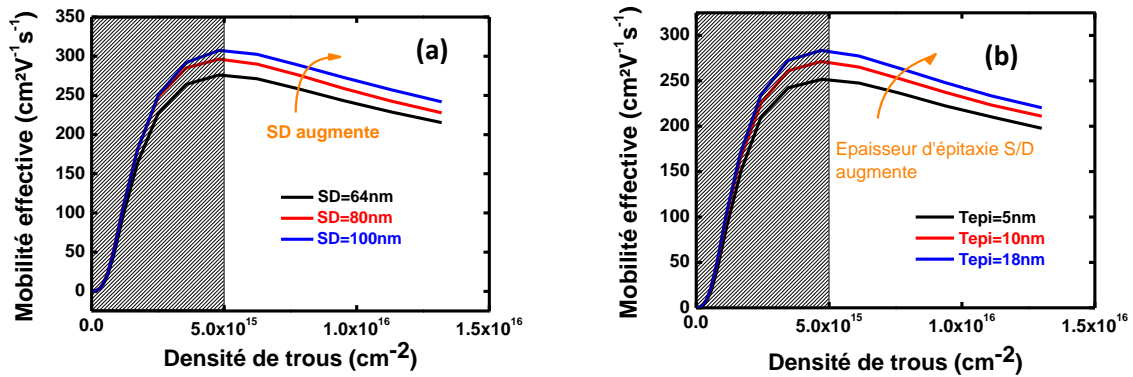 Mobilité effective (cm²V⁻¹s⁻¹)
350
300
250
200
150
100
50
0
(a)
SD augmente
SD=64nm
SD=80nm
SD=100nm
0.0
5.0x10¹⁵
1.0x10¹⁶
1.5x10¹⁶
Densité de trous (cm⁻²)
Mobilité effective (cm²V⁻¹s⁻¹)
300
250
200
150
100
50
0
(b)
Epaisseur d'épitaxie S/D
augmente
Tepi=5nm
Tepi=10nm
Tepi=18nm
0.0
5.0x10¹⁵
1.0x10¹⁶
1.5x10¹⁶
Densité de trous (cm⁻²)